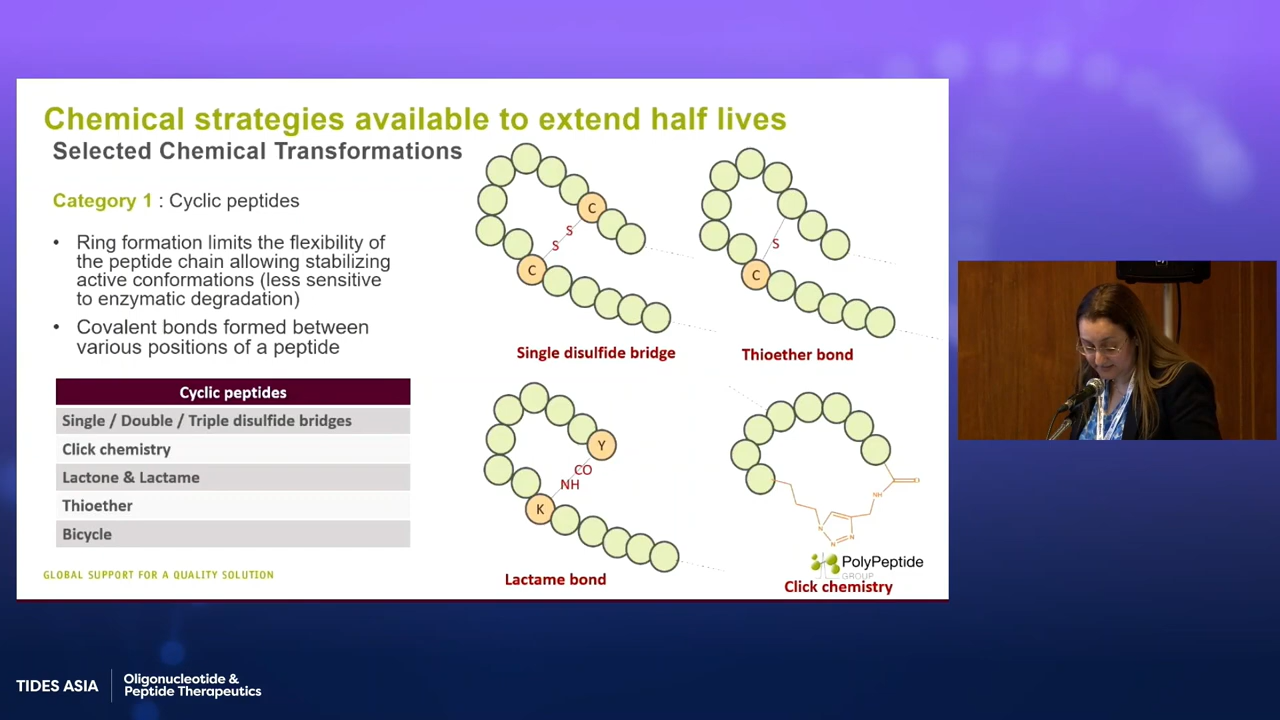 Chemical strategies available to extend half lives
Selected Chemical Transformations
Category 1 : Cyclic peptides
• Ring formation limits the flexibility of
the peptide chain allowing stabilizing
active conformations (less sensitive
to enzymatic degradation)
• Covalent bonds formed between
various positions of a peptide
Cyclic peptides
Single / Double / Triple disulfide bridges
Click chemistry
Lactone & Lactame
Thioether
Bicycle
GLOBAL SUPPORT FOR A QUALITY SOLUTION
C
S
S
C
Single disulfide bridge
S
C
Thioether bond
Y
CO
NH
K
Lactame bond
O
NH
N
N
N
PolyPeptide
GROUP
Click chemistry
TIDES ASIA
Oligonucleotide &
Peptide Therapeutics